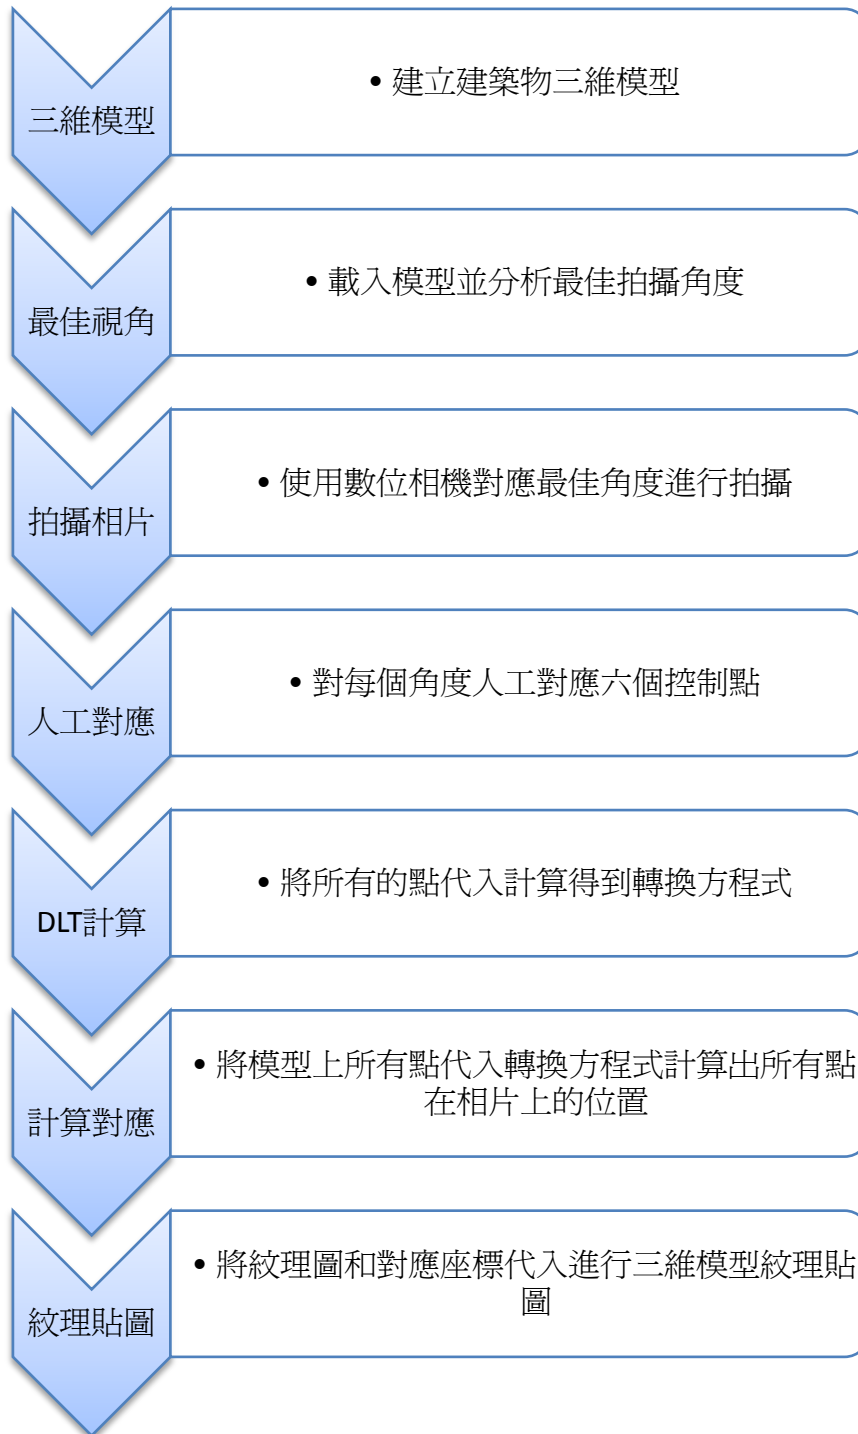 三維模型
• 建立建築物三維模型
最佳視角
• 載入模型並分析最佳拍攝角度
拍攝相片
• 使用數位相機對應最佳角度進行拍攝
人工對應
• 對每個角度人工對應六個控制點
DLT計算
• 將所有的點代入計算得到轉換方程式
計算對應
• 將模型上所有點代入轉換方程式計算出所有點
在相片上的位置
紋理貼圖
• 將紋理圖和對應座標代入進行三維模型紋理貼
圖